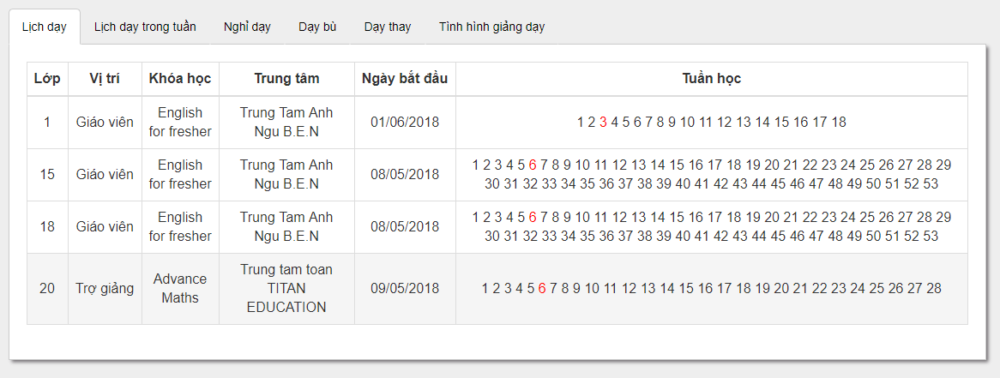 Lịch dạy Lịch dạy trong tuần Nghỉ dạy Dạy bù Dạy thay Tình hình giảng dạy
Lớp Vị trí Khóa học Trung tâm Ngày bắt đầu Tuần học
1 Giáo viên English for fresher Trung Tam Anh Ngu B.E.N 01/06/2018 1 2 3 4 5 6 7 8 9 10 11 12 13 14 15 16 17 18
15 Giáo viên English for fresher Trung Tam Anh Ngu B.E.N 08/05/2018 1 2 3 4 5 6 7 8 9 10 11 12 13 14 15 16 17 18 19 20 21 22 23 24 25 26 27 28 29
30 31 32 33 34 35 36 37 38 39 40 41 42 43 44 45 46 47 48 49 50 51 52 53
18 Giáo viên English for fresher Trung Tam Anh Ngu B.E.N 08/05/2018 1 2 3 4 5 6 7 8 9 10 11 12 13 14 15 16 17 18 19 20 21 22 23 24 25 26 27 28 29
30 31 32 33 34 35 36 37 38 39 40 41 42 43 44 45 46 47 48 49 50 51 52 53
20 Trợ giảng Advance Maths Trung tam toan TITAN EDUCATION 09/05/2018 1 2 3 4 5 6 7 8 9 10 11 12 13 14 15 16 17 18 19 20 21 22 23 24 25 26 27 28